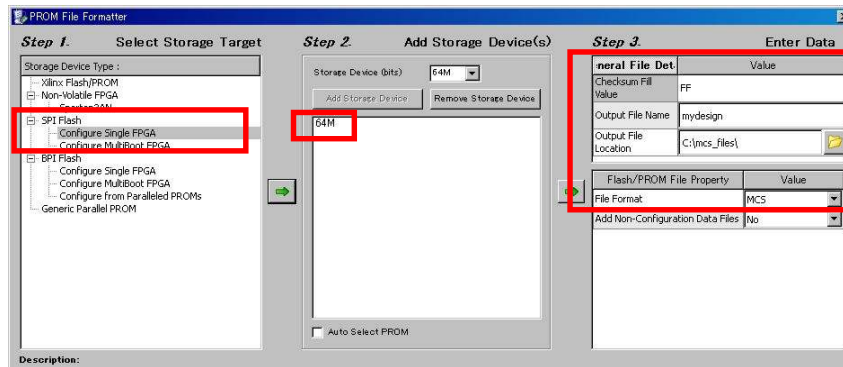 PROM File Formatter
Step 1. Select Storage Target
Storage Device Type :
Xilinx Flash/PROM
Non-Volatile FPGA
Spartan3AN
SPI Flash
Configure Single FPGA
Configure MultiBoot FPGA
BPI Flash
Configure Single FPGA
Configure MultiBoot FPGA
Configure from Paralleled PROMs
Generic Parallel PROM
Step 2. Add Storage Device(s)
Storage Device (bits) 64M
Add Storage Device Remove Storage Device
64M
Auto Select PROM
Step 3. Enter Data
neral File Det Value
Checksum Fill Value FF
Output File Name mydesign
Output File Location C:\mcs_files\
Flash/PROM File Property Value
File Format MCS
Add Non-Configuration Data Files No
Description: